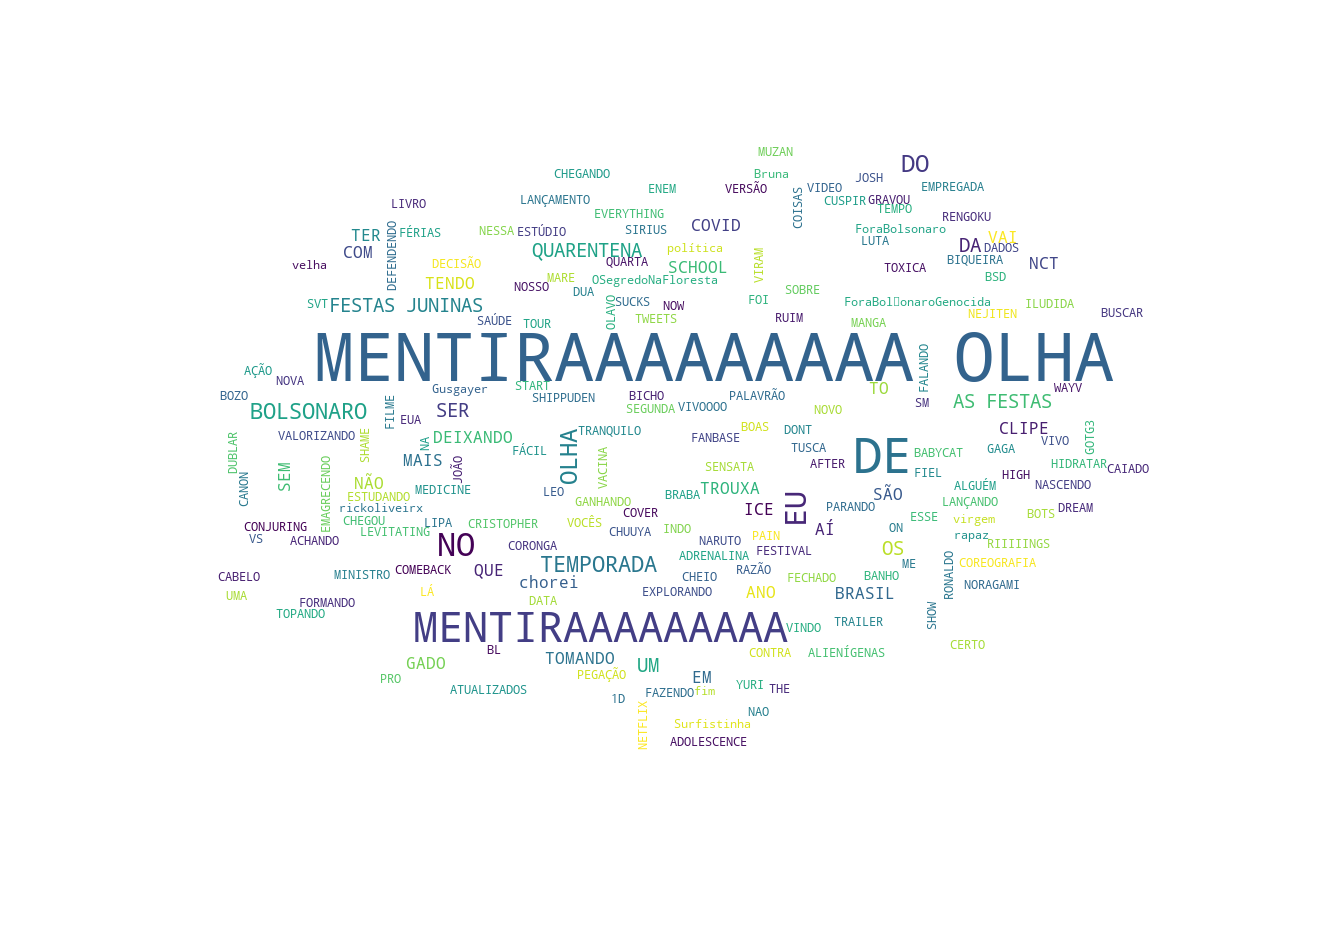 MUZAN
DO
CHEGANDO
Bruna
JOSH
ENEM
VERSÃO
VIDEO
EMPREGADA
LIVRO
LANÇAMENTO
COISAS
CUSPIR
GRAVOU
TEMPO
EVERYTHING
RENGOKU
TER
FÉRIAS
DEFENDENDO
NESSA
ESTÚDIO
SIRIUS
COVID
ForaBolsonaro
LUTA
VAI
COM
QUARENTENA
política
DA
DADOS
velha
DECISÃO
QUARTA
SCHOOL
VIRAM
TOXICA
BIQUEIRA
NCT
TENDO
MARE
OSegredoNaFloresta
BSD
NOSSO
DUA
SOBRE
SVT
FESTAS JUNINAS
SUCKS
NOW
FOI
ForaBol□onaroGenocida
ILUDIDA
SAÚDE
TOUR
OLAVO
TWEETS
RUIM
MANGA
NEJITEN
BUSCAR
MENTIRAAAAAAAAA OLHA
AÇÃO
NOVA
FALANDO
BOZO
Gusgayer
START
SHIPPUDEN
BICHO
PALAVRÃO
TO
WAYV
BOLSONARO
FILME
EUA
SER
SEGUNDA
VIVOOOO
NOVO
SM
AS FESTAS
VALORIZANDO
DEIXANDO
TRANQUILO
FANBASE
BOAS
DONT
CLIPE
VIVO
DUBLAR
SHAME
NA
FÁCIL
OLHA
TUSCA
DE
BABYCAT
GAGA
GOTG3
SEM
MAIS
JOÃO
VACINA
SENSATA
AFTER
FIEL
HIGH
HIDRATAR
CAIADO
CANON
NÃO
MEDICINE
LEO
BRABA
TROUXA
SÃO
ALGUÉM
NASCENDO
EMAGRECENDO
ESTUDANDO
GANHANDO
ICE
EU
PARANDO
LANÇANDO
DREAM
rickoliveirx
COVER
ESSE
virgem
BOTS
CONJURING
CHEGOU
LIPA
CRISTOPHER
VOCÊS
INDO
AÍ
ON
LEVITATING
CHUUYA
PAIN
rapaz
VS
ACHANDO
NO
CORONGA
NARUTO
FESTIVAL
OS
RIIIIINGS
ADRENALINA
ME
COREOGRAFIA
CABELO
MINISTRO
COMEBACK
QUE
TEMPORADA
CHEIO
RAZÃO
FECHADO
BANHO
RONALDO
NORAGAMI
chorei
UMA
LÁ
EXPLORANDO
ANO
BRASIL
FORMANDO
DATA
TOPANDO
SHOW
MENTIRAAAAAAAAA
VINDO
TRAILER
CERTO
BL
TOMANDO
CONTRA
ALIENÍGENAS
GADO
UM
PRO
PEGAÇÃO
EM
YURI
THE
ATUALIZADOS
1D
FAZENDO
fim
NAO
NETFLIX
Surfistinha
ADOLESCENCE